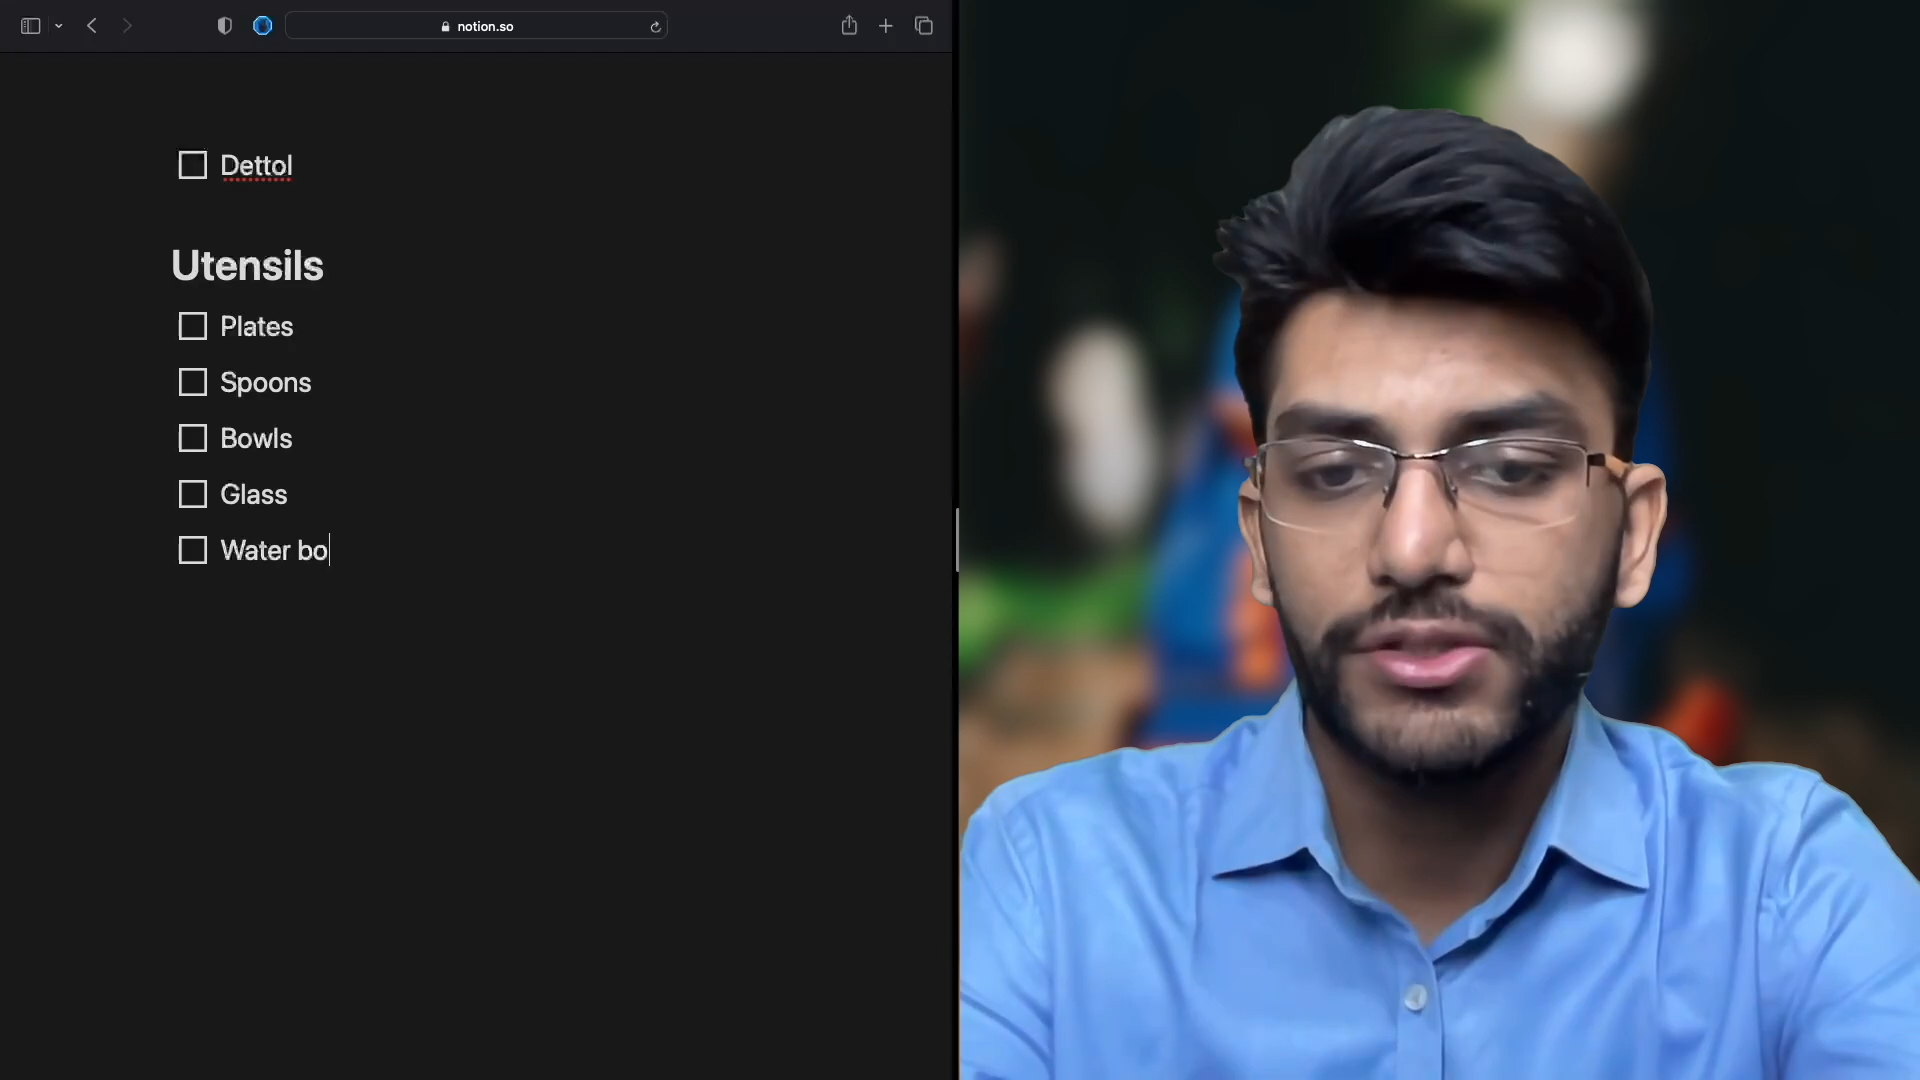 notion.so
Dettol
Utensils
Plates
Spoons
Bowls
Glass
Water bo